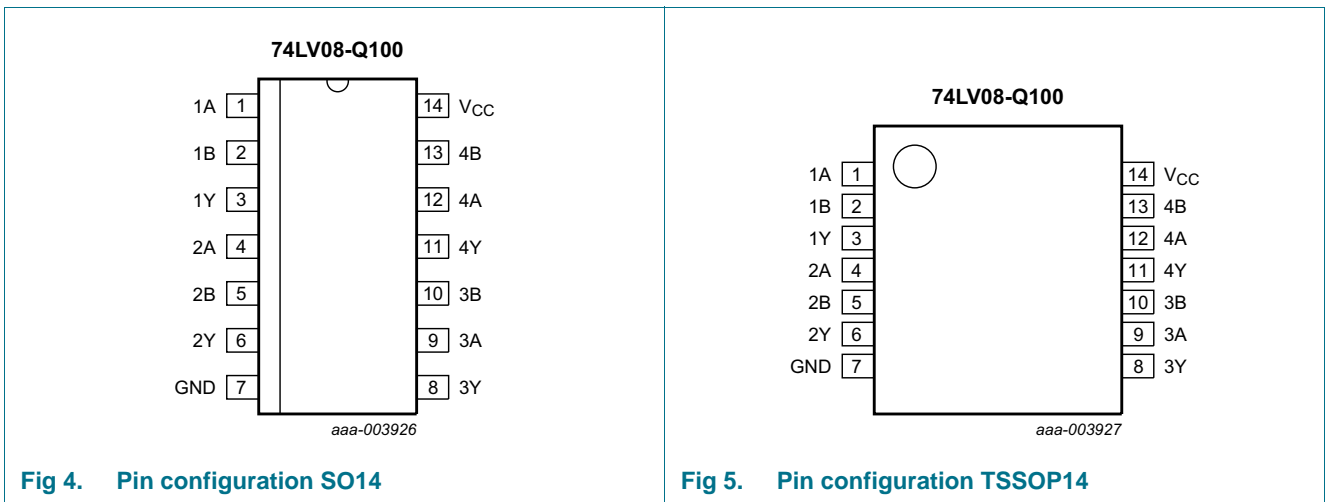 74LV08-Q100
1A 1 14 VCC
1B 2 13 4B
1Y 3 12 4A
2A 4 11 4Y
2B 5 10 3B
2Y 6 9 3A
GND 7 8 3Y
aaa-003926
Fig 4. Pin configuration SO14
74LV08-Q100
1A 1 14 VCC
1B 2 13 4B
1Y 3 12 4A
2A 4 11 4Y
2B 5 10 3B
2Y 6 9 3A
GND 7 8 3Y
aaa-003927
Fig 5. Pin configuration TSSOP14